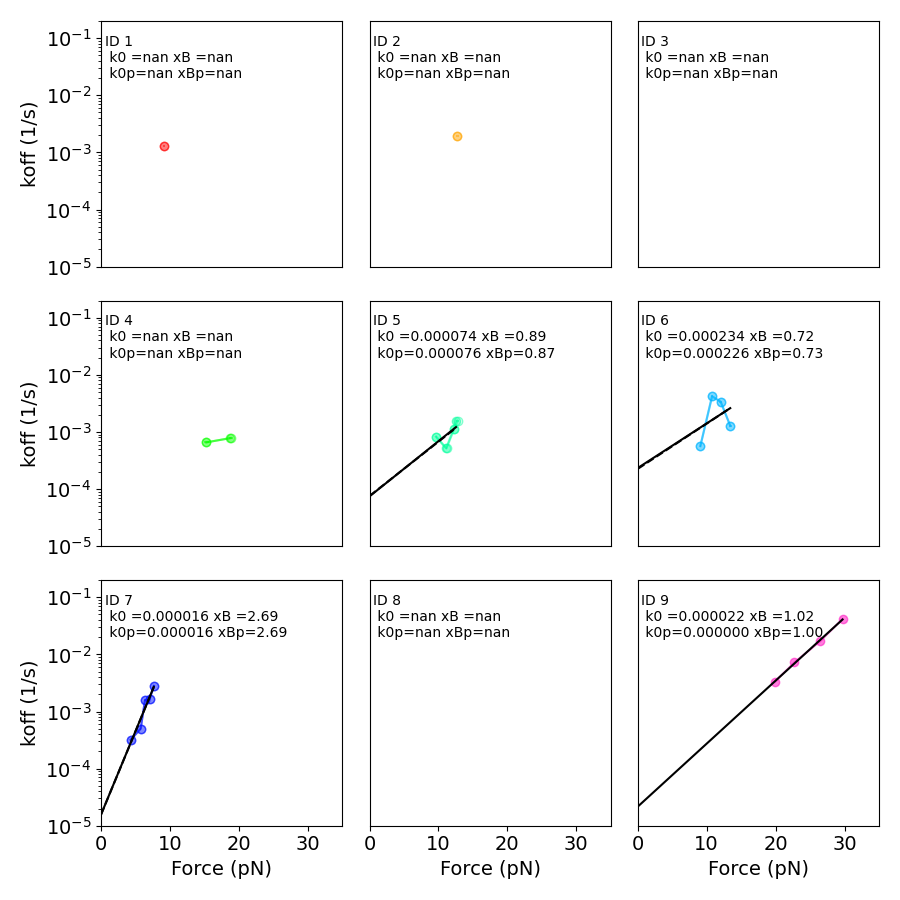 ID 1
k0 =nan xB =nan
k0p=nan xBp=nan
ID 2
k0 =nan xB =nan
k0p=nan xBp=nan
ID 3
k0 =nan xB =nan
k0p=nan xBp=nan
koff (1/s)
10⁻¹
10⁻²
10⁻³
10⁻⁴
10⁻⁵
ID 4
k0 =nan xB =nan
k0p=nan xBp=nan
ID 5
k0 =0.000074 xB =0.89
k0p=0.000076 xBp=0.87
ID 6
k0 =0.000234 xB =0.72
k0p=0.000226 xBp=0.73
koff (1/s)
10⁻¹
10⁻²
10⁻³
10⁻⁴
10⁻⁵
ID 7
k0 =0.000016 xB =2.69
k0p=0.000016 xBp=2.69
ID 8
k0 =nan xB =nan
k0p=nan xBp=nan
ID 9
k0 =0.000022 xB =1.02
k0p=0.000000 xBp=1.00
koff (1/s)
10⁻¹
10⁻²
10⁻³
10⁻⁴
10⁻⁵
0 10 20 30
0 10 20 30
0 10 20 30
Force (pN)
Force (pN)
Force (pN)